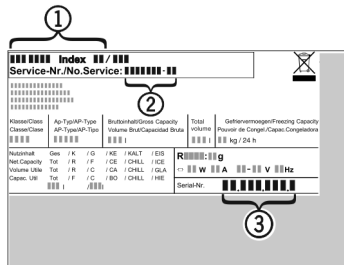 1
Index /
Service-Nr./No.Service: -
2
Klasse/Class Ap-Typ/AP-Type Bruttoinhalt/Gross Capacity Total Gefriervermoegen/Freezing Capacity
Classe/Clase AP-Type/AP-Tipo Volume Brut/Capacidad Bruta volume Pouvoir de Congel./Capac.Congeladora
l l kg / 24 h
Nutzinhalt Ges / K / G / KE / KALT / EIS
Net.Capacity Tot / R / F / CE / CHILL / ICE
Volume Utile Tot / R / C / CA / CHILL / GLA
Capac. Util Tot / F / C / BO / CHILL / HIE
l / l
R : g
W A - V Hz
Serial-Nr. . . .
3